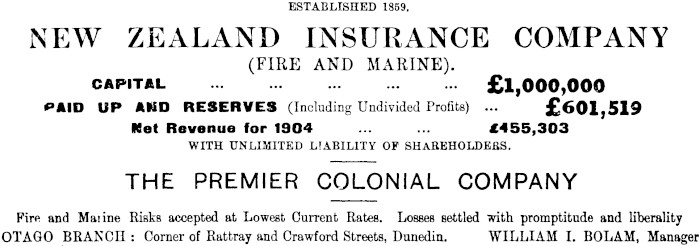 ESTABLISHED 1859.
NEW ZEALAND INSURANCE COMPANY
(FIRE AND MARINE).
CAPITAL ... ... ... ... ... £1,000,000
PAID UP AND RESERVES (Including Undivided Profits) ... £601,519
Net Revenue for 1904 ... ... £455,303
WITH UNLIMITED LIABILITY OF SHAREHOLDERS.
THE PREMIER COLONIAL COMPANY
Fire and Marine Risks accepted at Lowest Current Rates. Losses settled with promptitude and liberality
OTAGO BRANCH : Corner of Rattray and Crawford Streets, Dunedin. WILLIAM I. BOLAM, Manager